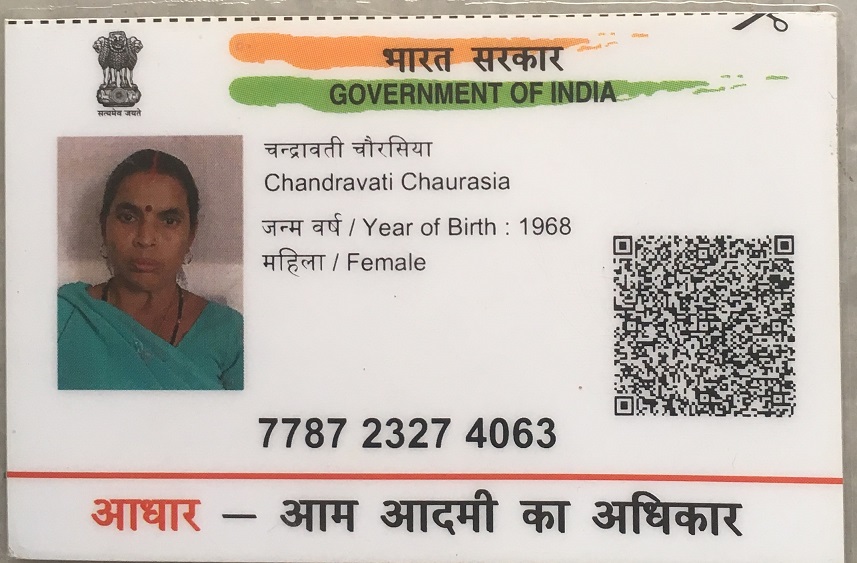 भारत सरकार
GOVERNMENT OF INDIA
सत्यमेव जयते
चन्द्रावती चौरसिया
Chandravati Chaurasia
जन्म वर्ष / Year of Birth : 1968
महिला / Female
7787 2327 4063
आधार – आम आदमी का अधिकार